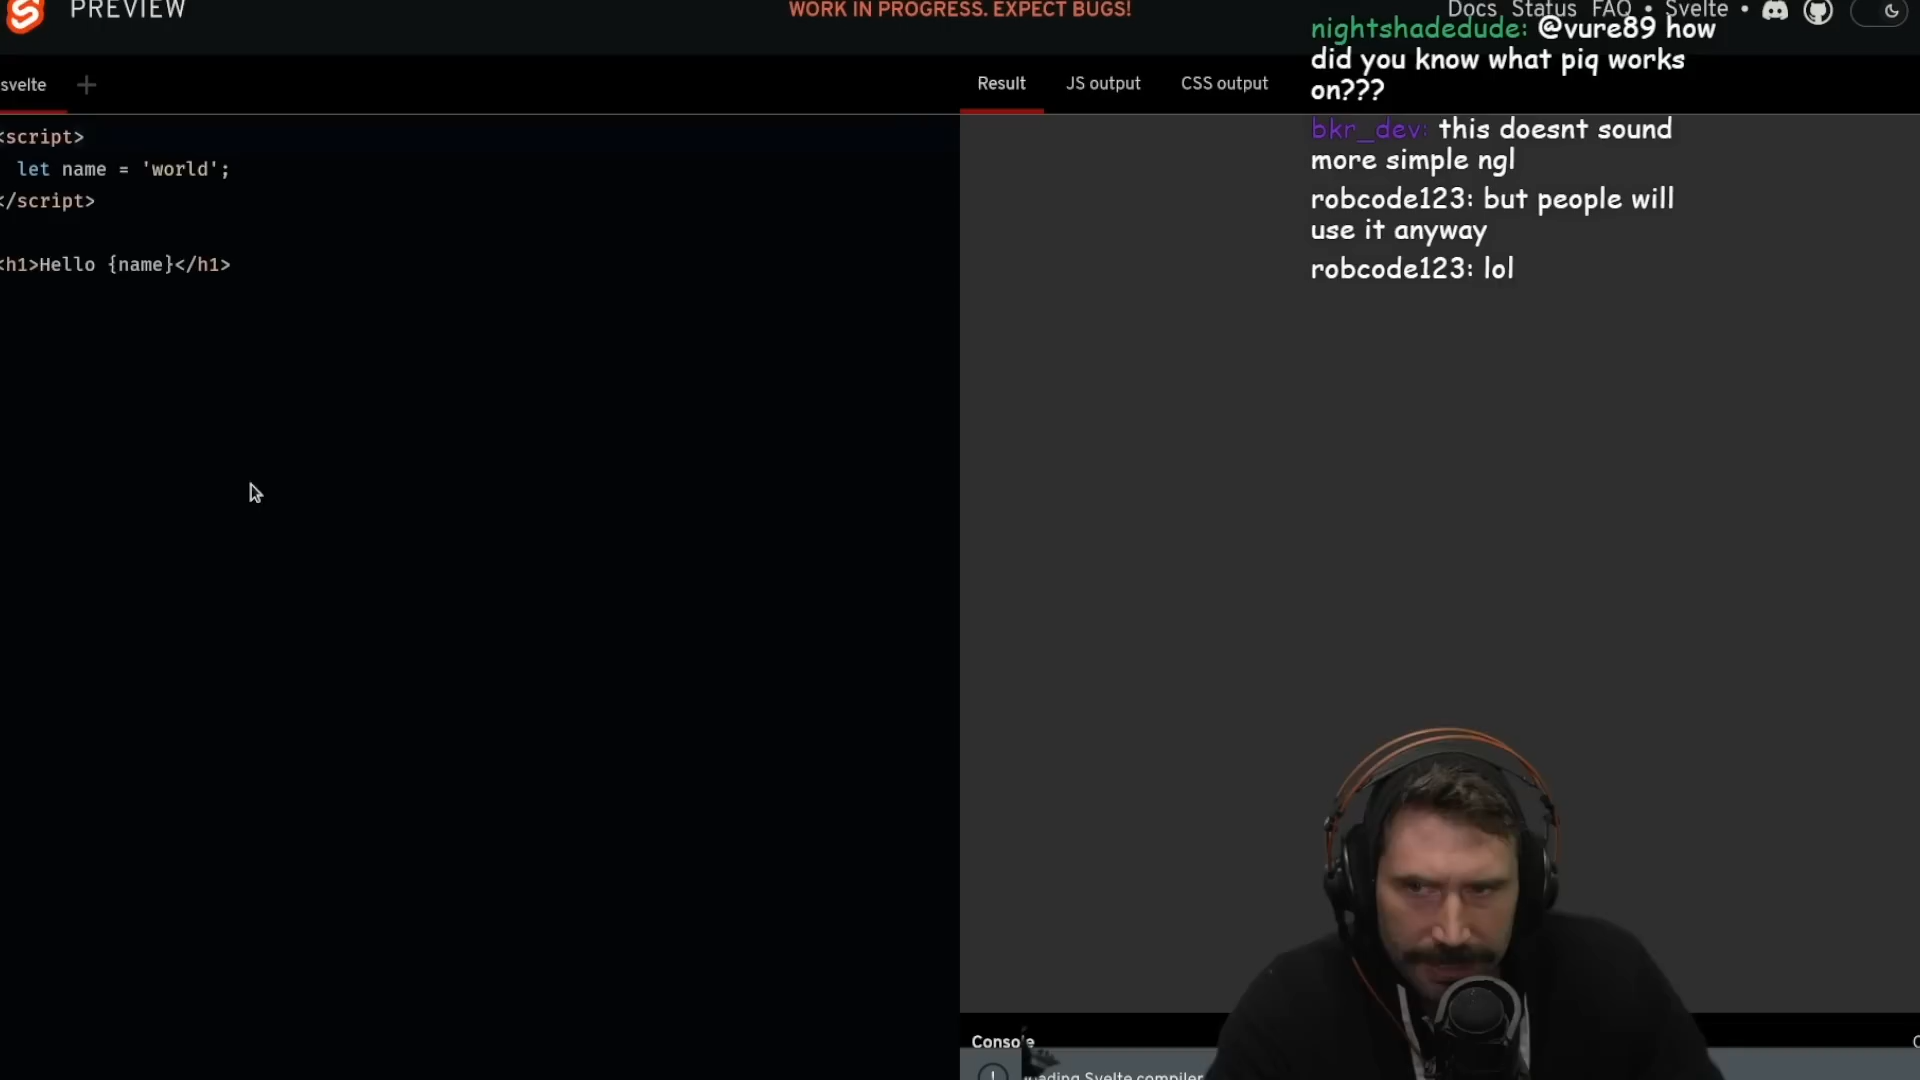 PREVIEW
WORK IN PROGRESS. EXPECT BUGS!
Docs Status FAQ • Svelte •
svelte +
Result JS output CSS output
<script>
let name = 'world';
</script>
<h1>Hello {name}</h1>
nightshadedude: @vure89 how
did you know what piq works
on???
bkr_dev: this doesnt sound
more simple ngl
robcode123: but people will
use it anyway
robcode123: lol
Console
Svelte compiler